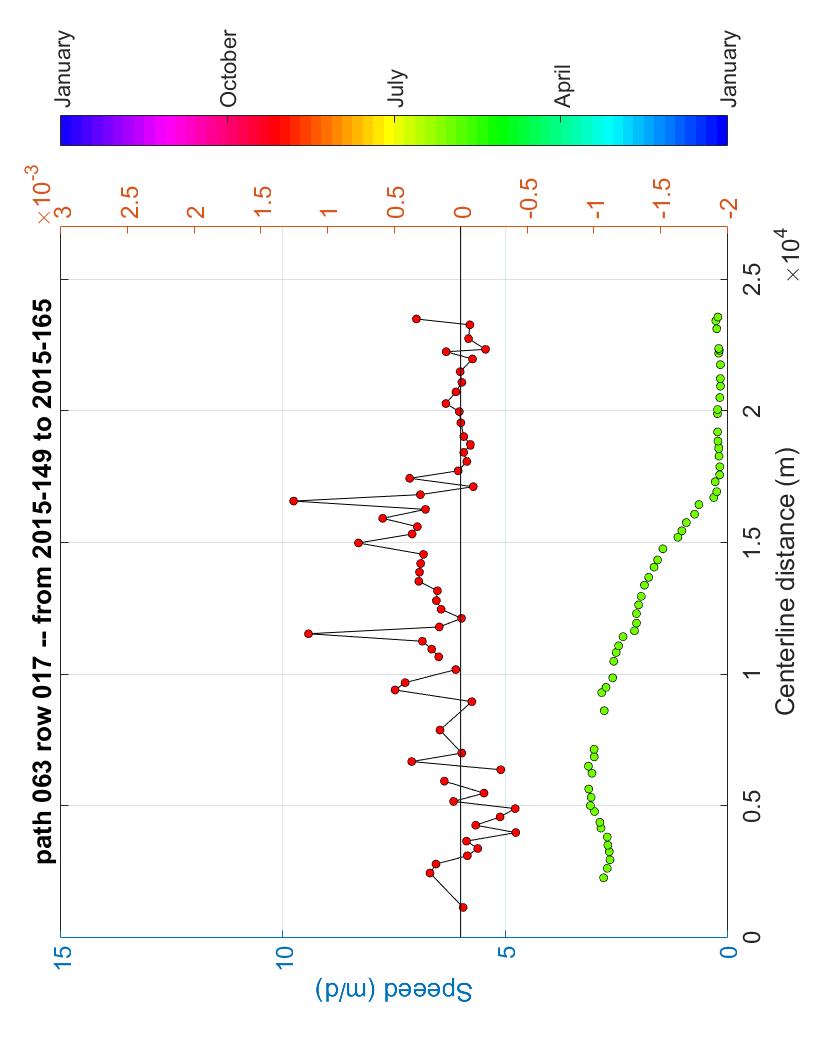 path 063 row 017 -- from 2015-149 to 2015-165
15
10
5
0
Speeed (m/d)
0
0.5
1
1.5
2
2.5
×10^4
Centerline distance (m)
×10^-3
3
2.5
2
1.5
1
0.5
0
-0.5
-1
-1.5
-2
January
October
July
April
January